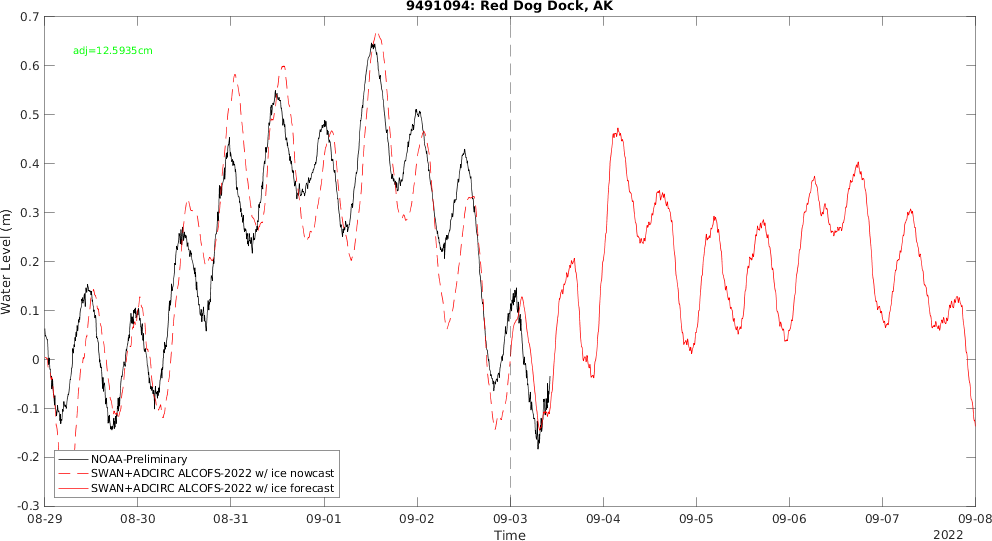 9491094: Red Dog Dock, AK
adj=12.5935cm
Water Level (m)
0.7
0.6
0.5
0.4
0.3
0.2
0.1
0
-0.1
-0.2
-0.3
NOAA-Preliminary
SWAN+ADCIRC ALCOFS-2022 w/ ice nowcast
SWAN+ADCIRC ALCOFS-2022 w/ ice forecast
08-29 08-30 08-31 09-01 09-02 09-03 09-04 09-05 09-06 09-07 09-08
Time
2022